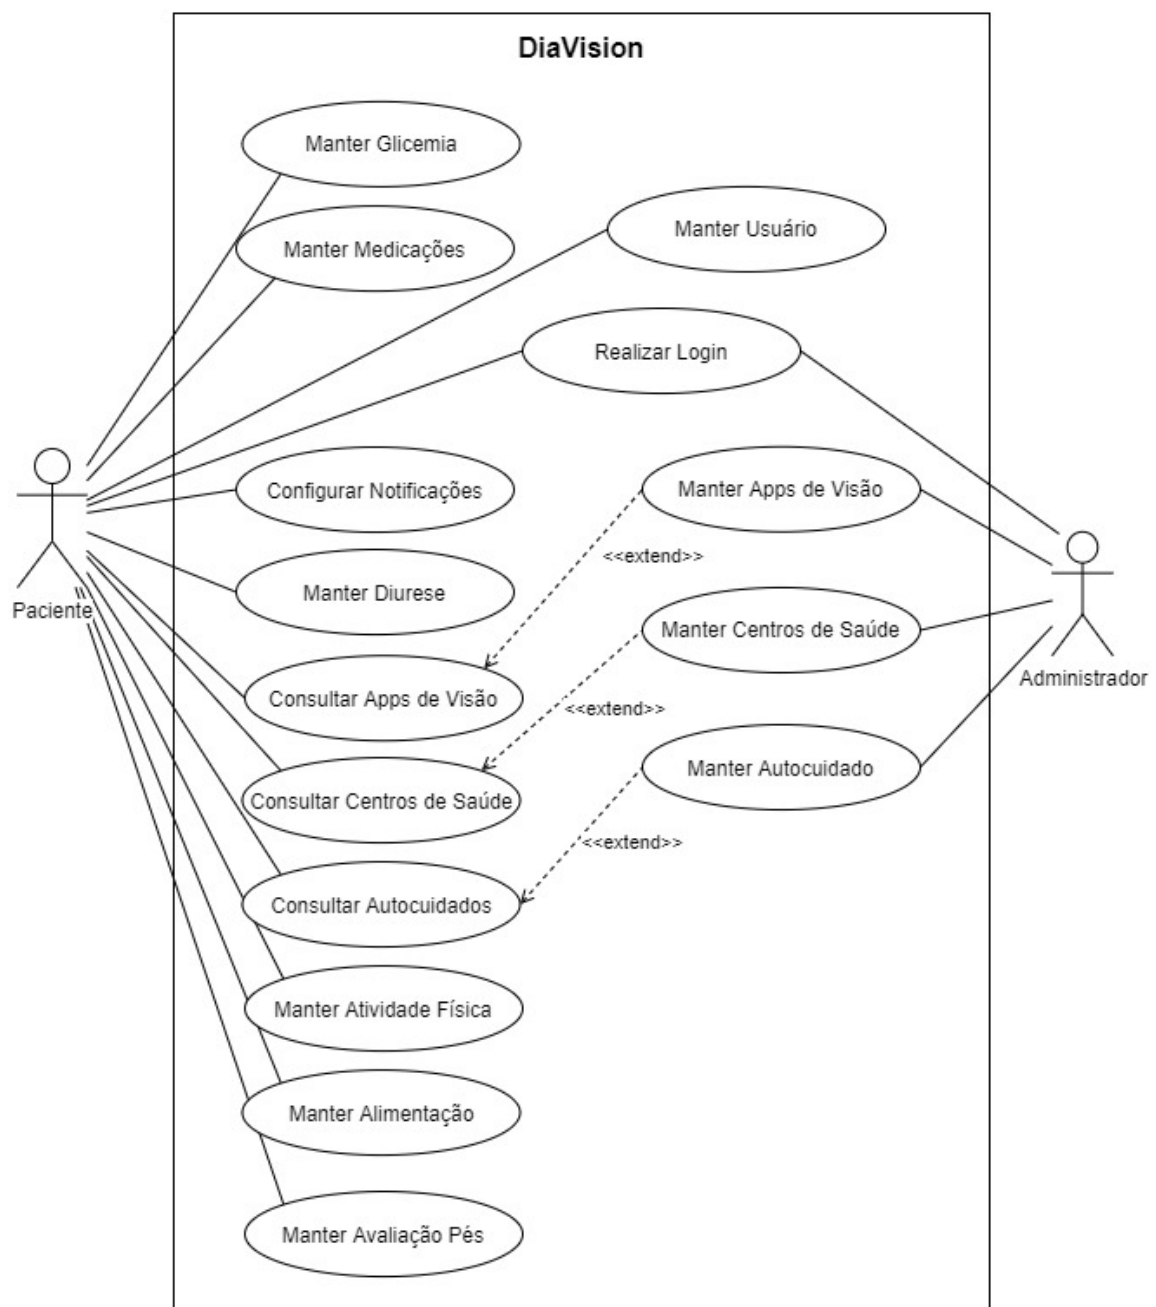 DiaVision
Manter Glicemia
Manter Usuário
Manter Medicações
Realizar Login
Configurar Notificações
Manter Apps de Visão
<<extend>>
Manter Diurese
Paciente
Manter Centros de Saúde
Administrador
Consultar Apps de Visão
<<extend>>
Manter Autocuidado
Consultar Centros de Saúde
<<extend>>
Consultar Autocuidados
Manter Atividade Física
Manter Alimentação
Manter Avaliação Pés